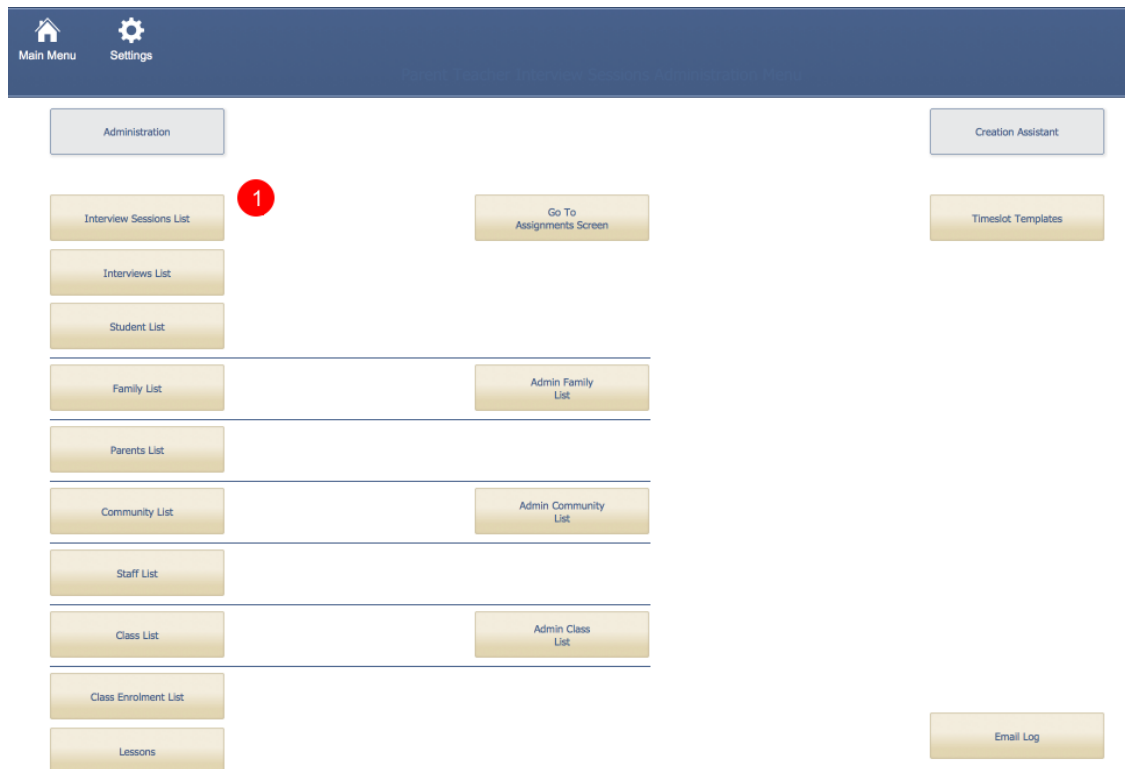 Main Menu
Settings
Parent Teacher Interview Sessions Administration Menu
Administration
Creation Assistant
1
Interview Sessions List
Go To
Assignments Screen
Timeslot Templates
Interviews List
Student List
Family List
Admin Family
List
Parents List
Community List
Admin Community
List
Staff List
Class List
Admin Class
List
Class Enrolment List
Lessons
Email Log